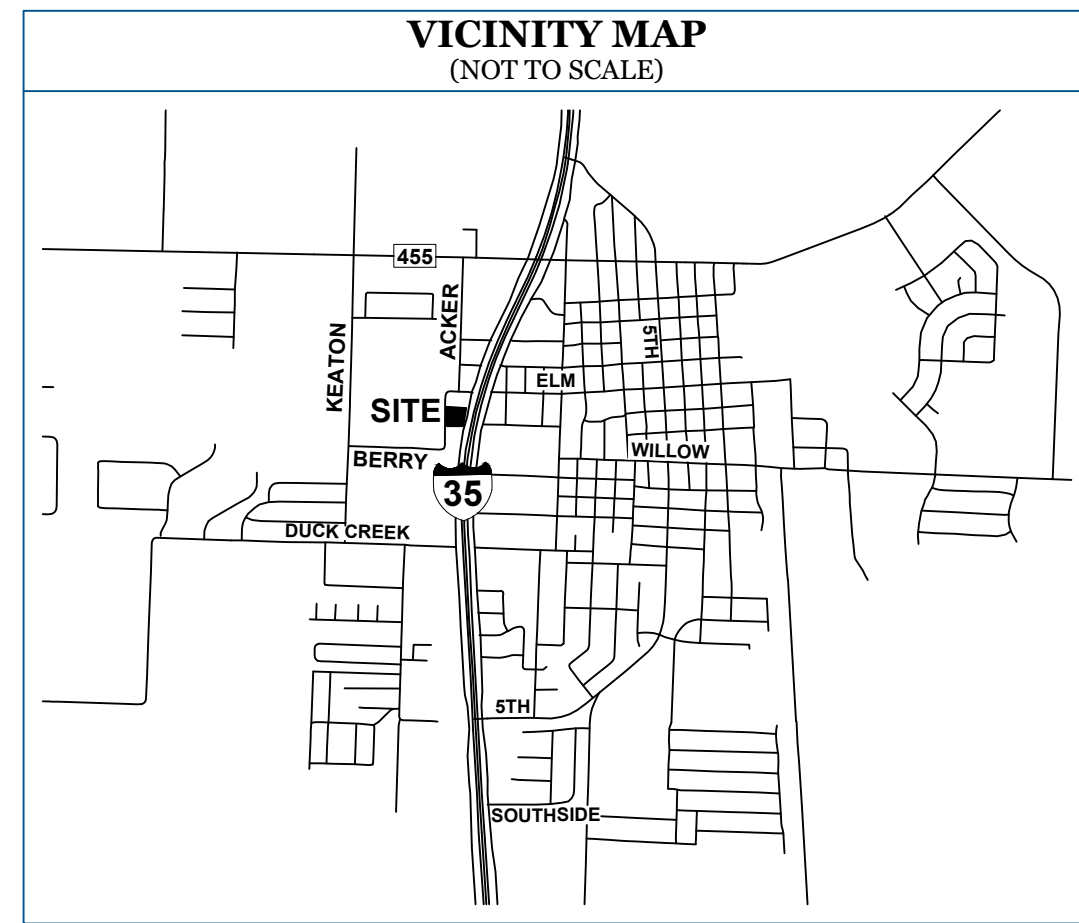 VICINITY MAP
(NOT TO SCALE)
455
ACKER
KEATON
5TH
ELM
SITE
BERRY
WILLOW
35
DUCK CREEK
5TH
SOUTHSIDE